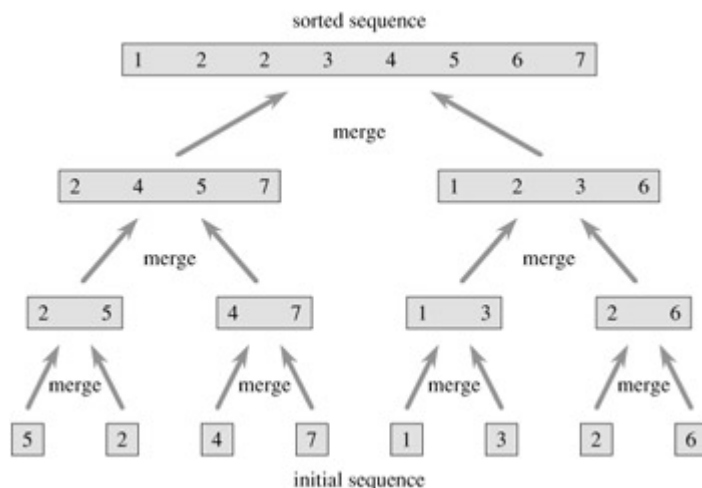 sorted sequence
1 2 2 3 4 5 6 7
merge
2 4 5 7
1 2 3 6
merge
merge
2 5
4 7
1 3
2 6
merge
merge
merge
merge
5
2
4
7
1
3
2
6
initial sequence